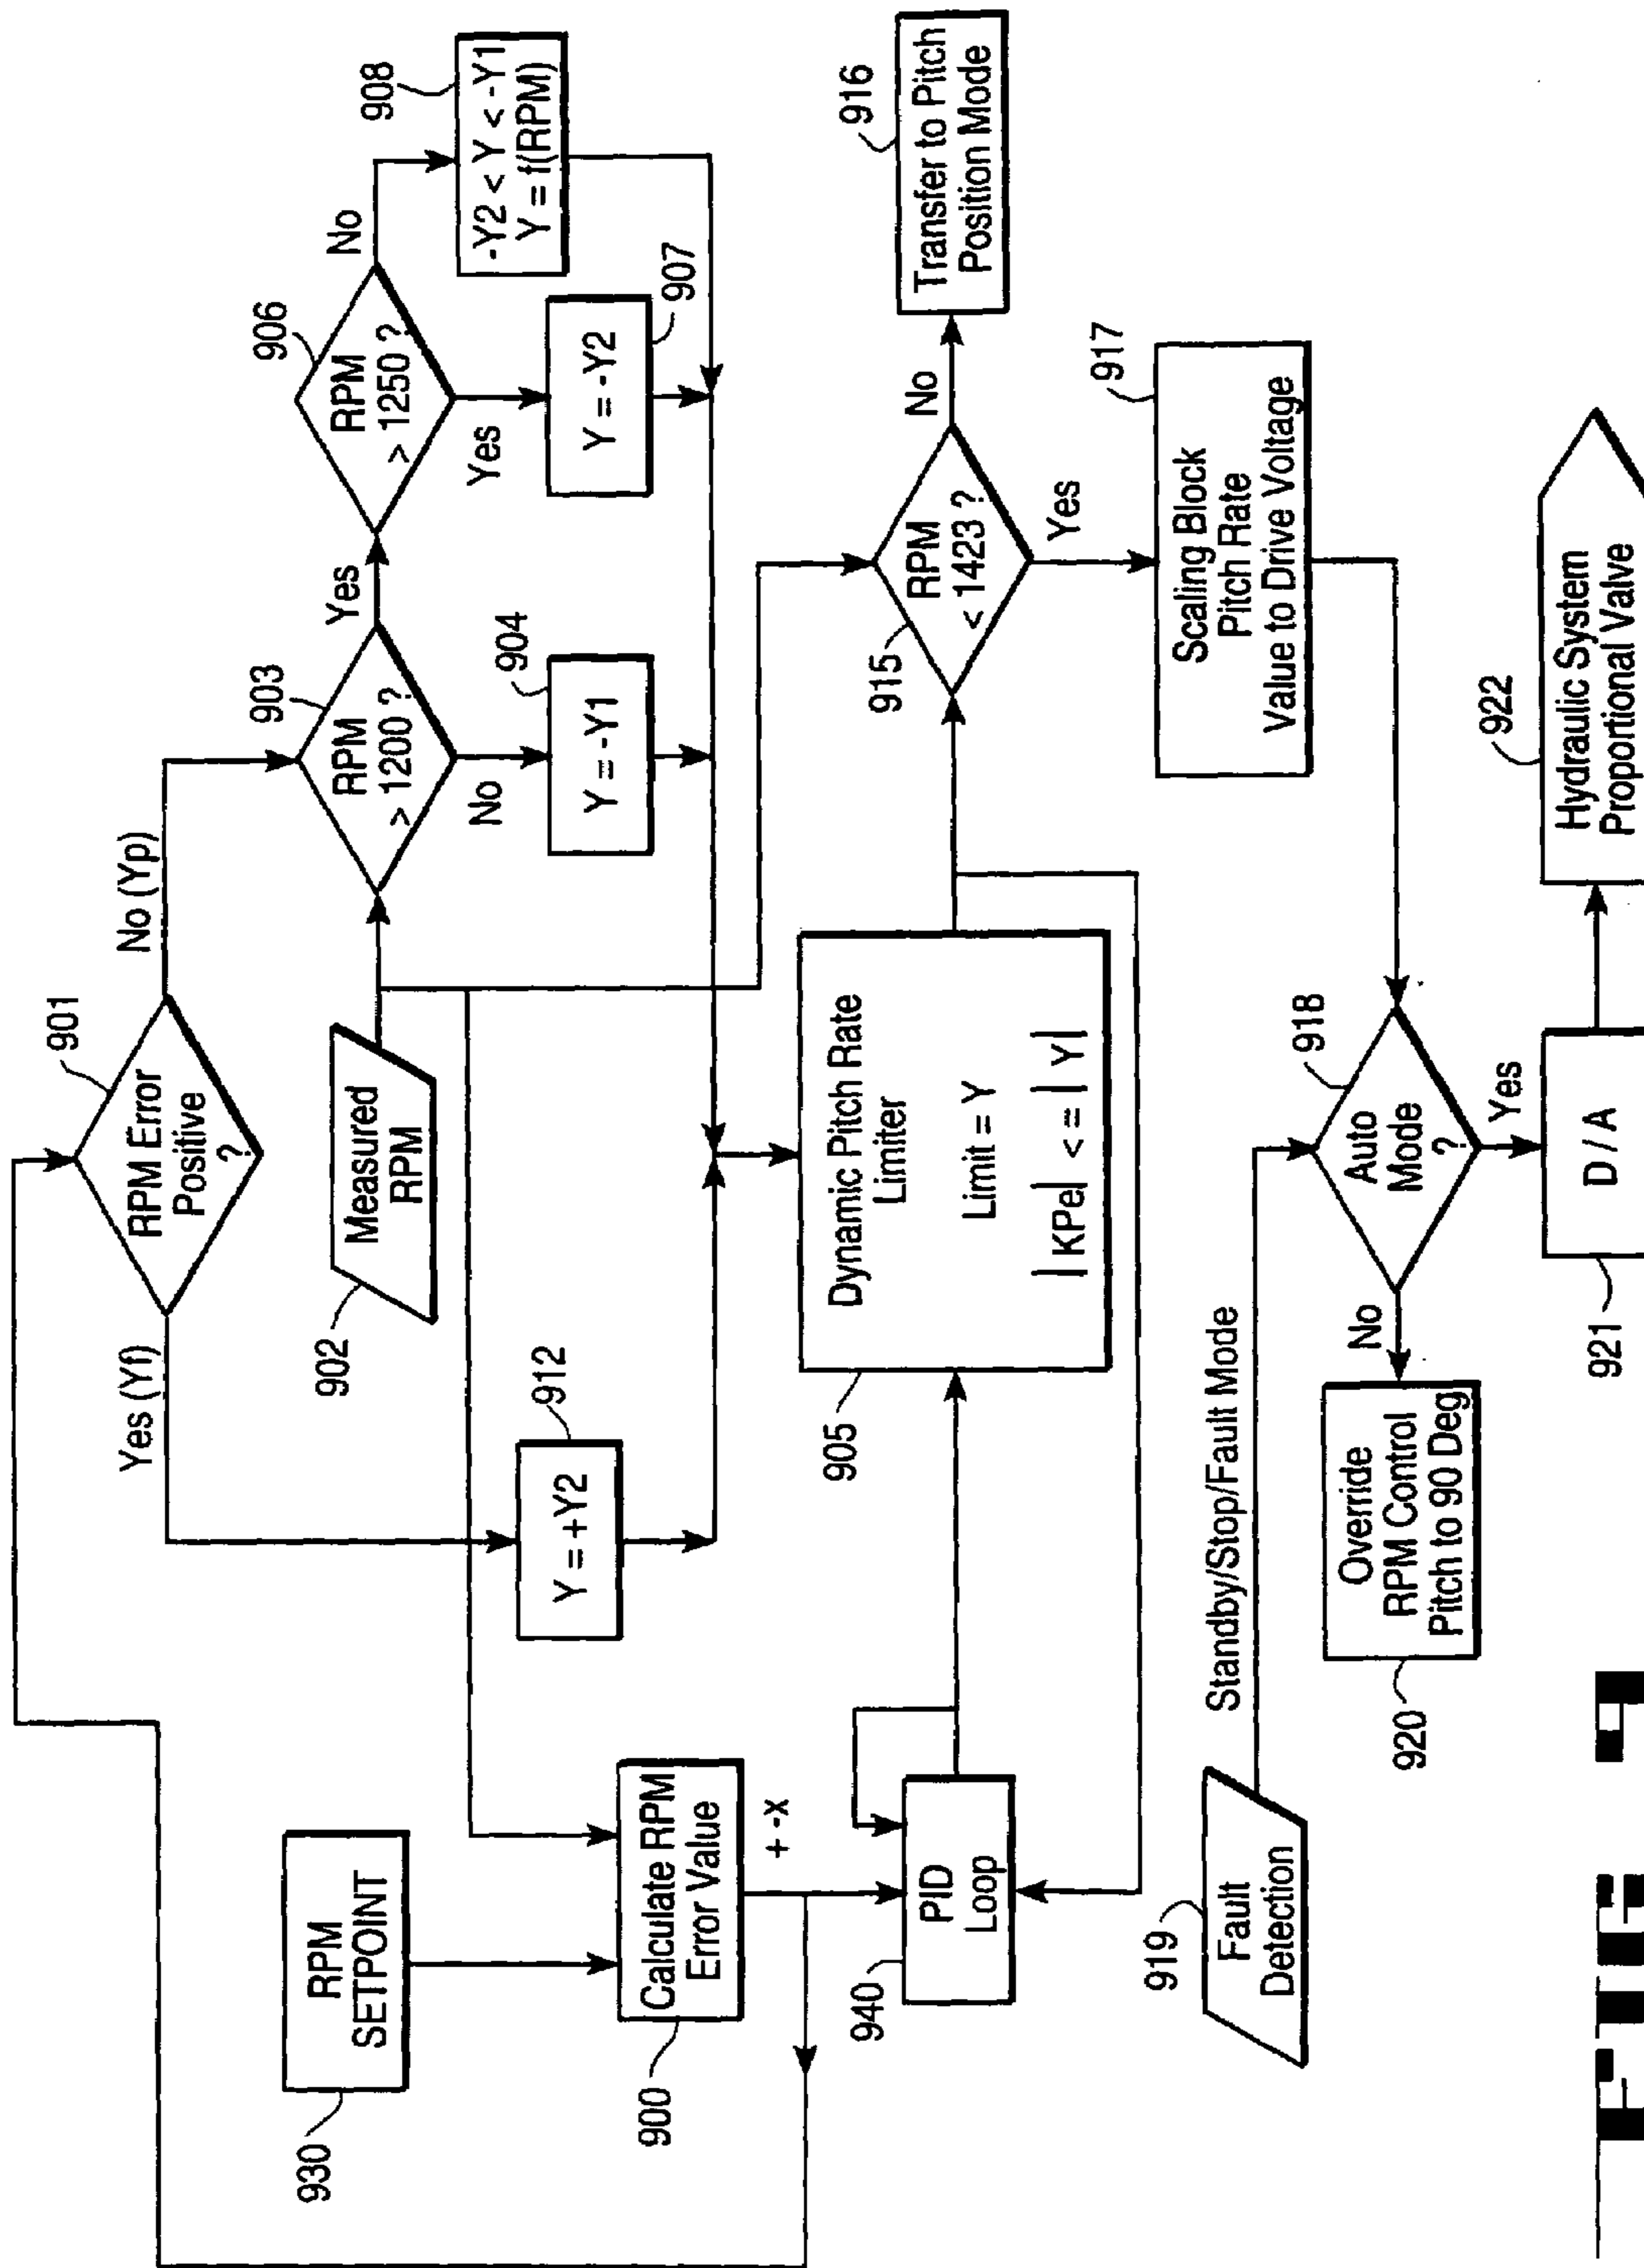 901
RPM Error
Positive
?
Yes (Yf)
No (Yp)
930
RPM
SETPOINT
902
Measured
RPM
903
RPM
> 1200 ?
Yes
No
906
RPM
> 1250 ?
No
Yes
908
-Y2 < Y < -Y1
Y = f(RPM)
912
Y = +Y2
904
Y = -Y1
907
Y = -Y2
900
Calculate RPM
Error Value
+ -x
940
PID
Loop
905
Dynamic Pitch Rate
Limiter
Limit = Y
|KPe| <= | Y|
915
RPM
< 1423 ?
No
Yes
916
Transfer to Pitch
Position Mode
917
Scaling Block
Pitch Rate
Value to Drive Voltage
919
Fault
Detection
Standby/Stop/Fault Mode
918
Auto
Mode
?
No
Yes
920
Override
RPM Control
Pitch to 90 Deg
921
D / A
922
Hydraulic System
Proportional Valve